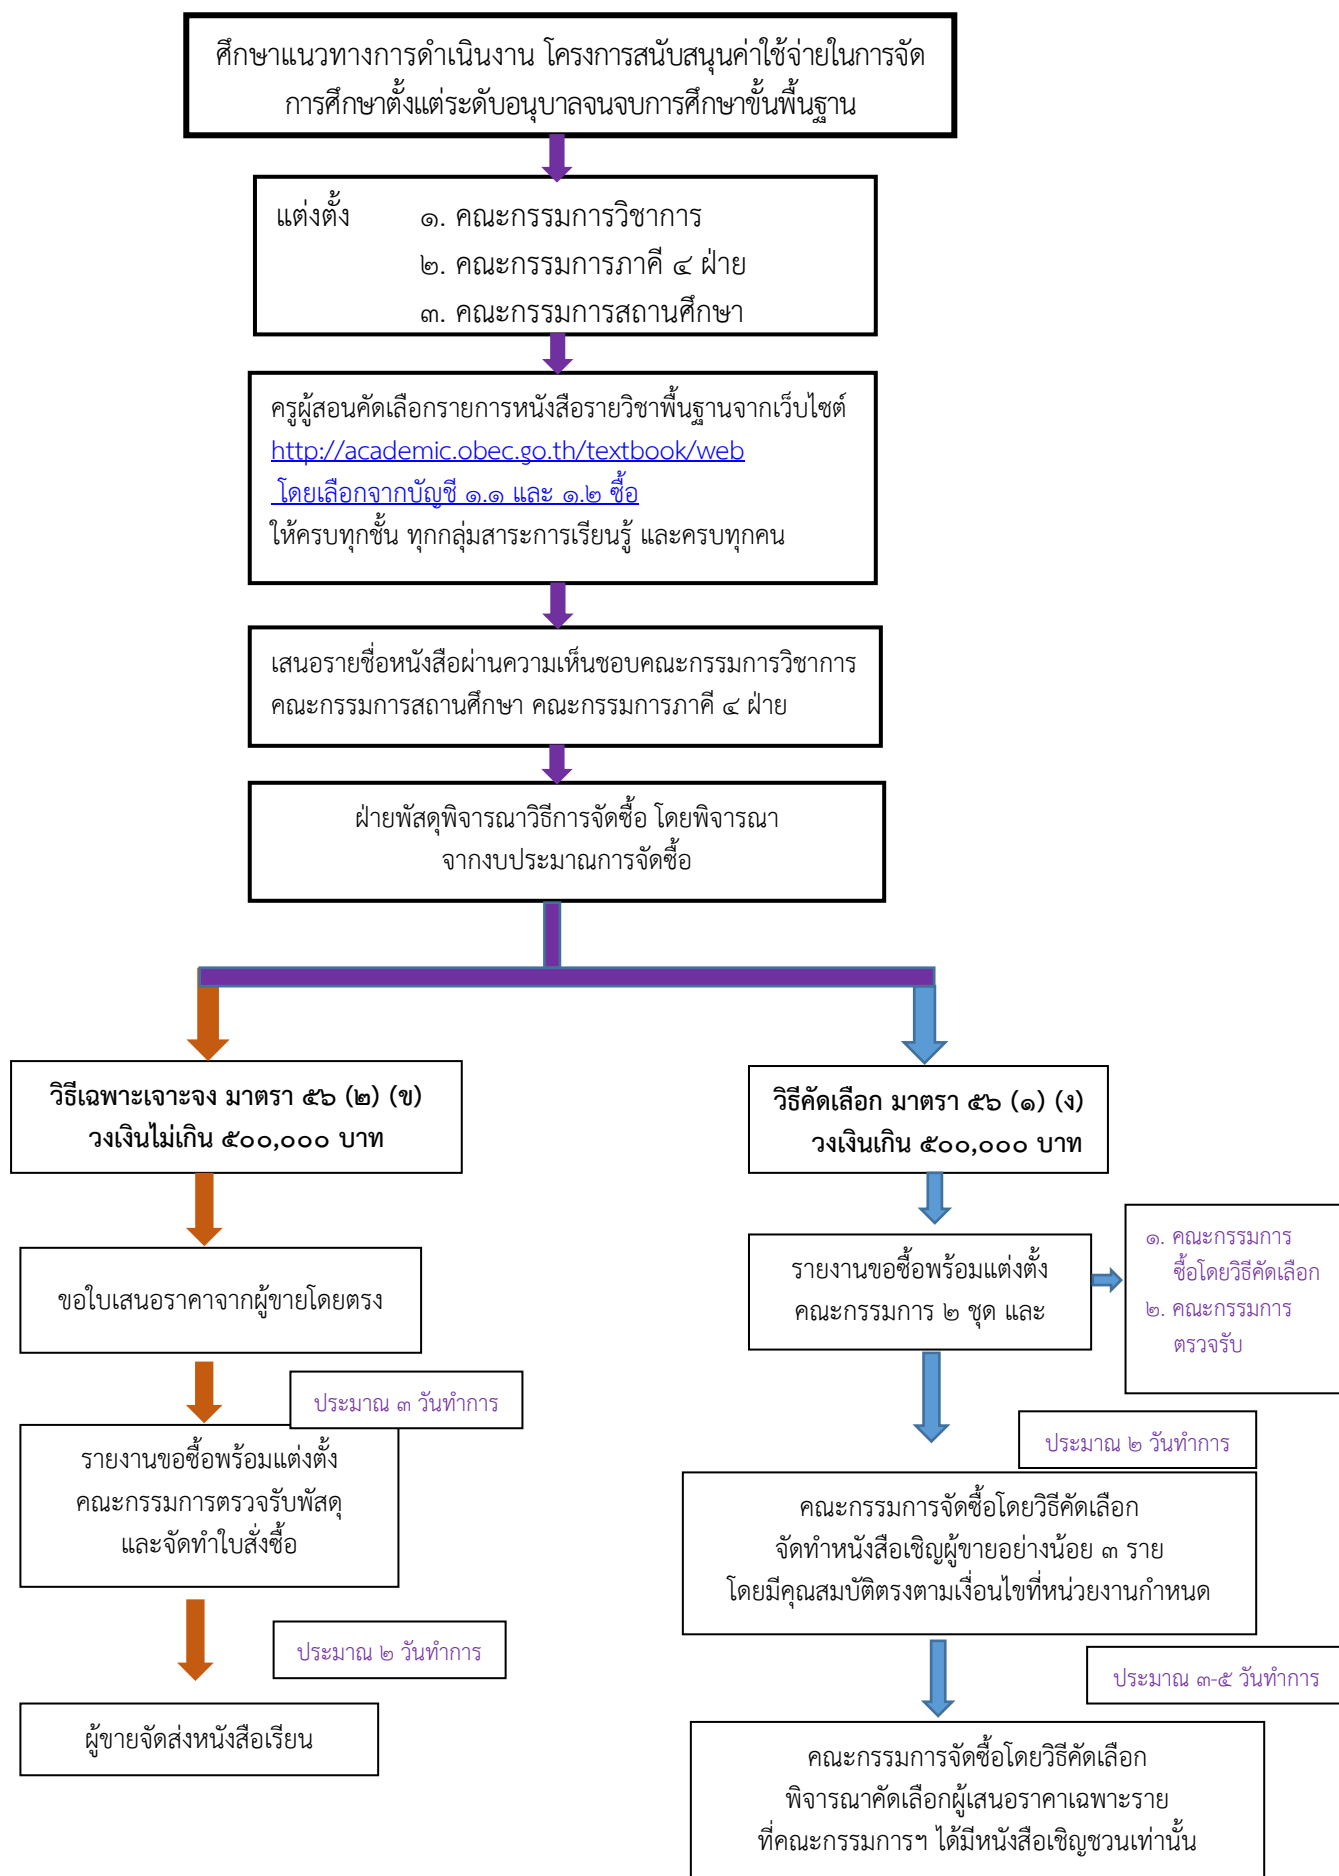 ศึกษาแนวทางการดำเนินงาน โครงการสนับสนุนค่าใช้จ่ายในการจัด
การศึกษาตั้งแต่ระดับอนุบาลจนจบการศึกษาขั้นพื้นฐาน
แต่งตั้ง ๑. คณะกรรมการวิชาการ
๒. คณะกรรมการภาคี ๔ ฝ่าย
๓. คณะกรรมการสถานศึกษา
ครูผู้สอนคัดเลือกรายการหนังสือรายวิชาพื้นฐานจากเว็บไซต์
http://academic.obec.go.th/textbook/web
โดยเลือกจากบัญชี ๑.๑ และ ๑.๒ ซื้อ
ให้ครบทุกชั้น ทุกกลุ่มสาระการเรียนรู้ และครบทุกคน
เสนอรายชื่อหนังสือผ่านความเห็นชอบคณะกรรมการวิชาการ
คณะกรรมการสถานศึกษา คณะกรรมการภาคี ๔ ฝ่าย
ฝ่ายพัสดุพิจารณาวิธีการจัดซื้อ โดยพิจารณา
จากงบประมาณการจัดซื้อ
วิธีเฉพาะเจาะจง มาตรา ๕๖ (๒) (ข)
วงเงินไม่เกิน ๕๐๐,๐๐๐ บาท
ขอใบเสนอราคาจากผู้ขายโดยตรง
ประมาณ ๓ วันทำการ
รายงานขอซื้อพร้อมแต่งตั้ง
คณะกรรมการตรวจรับพัสดุ
และจัดทำใบสั่งซื้อ
ประมาณ ๒ วันทำการ
ผู้ขายจัดส่งหนังสือเรียน
วิธีคัดเลือก มาตรา ๕๖ (๑) (ง)
วงเงินเกิน ๕๐๐,๐๐๐ บาท
รายงานขอซื้อพร้อมแต่งตั้ง
คณะกรรมการ ๒ ชุด และ
๑. คณะกรรมการ
ซื้อโดยวิธีคัดเลือก
๒. คณะกรรมการ
ตรวจรับ
ประมาณ ๒ วันทำการ
คณะกรรมการจัดซื้อโดยวิธีคัดเลือก
จัดทำหนังสือเชิญผู้ขายอย่างน้อย ๓ ราย
โดยมีคุณสมบัติตรงตามเงื่อนไขที่หน่วยงานกำหนด
ประมาณ ๓-๕ วันทำการ
คณะกรรมการจัดซื้อโดยวิธีคัดเลือก
พิจารณาคัดเลือกผู้เสนอราคาเฉพาะราย
ที่คณะกรรมการฯ ได้มีหนังสือเชิญชวนเท่านั้น